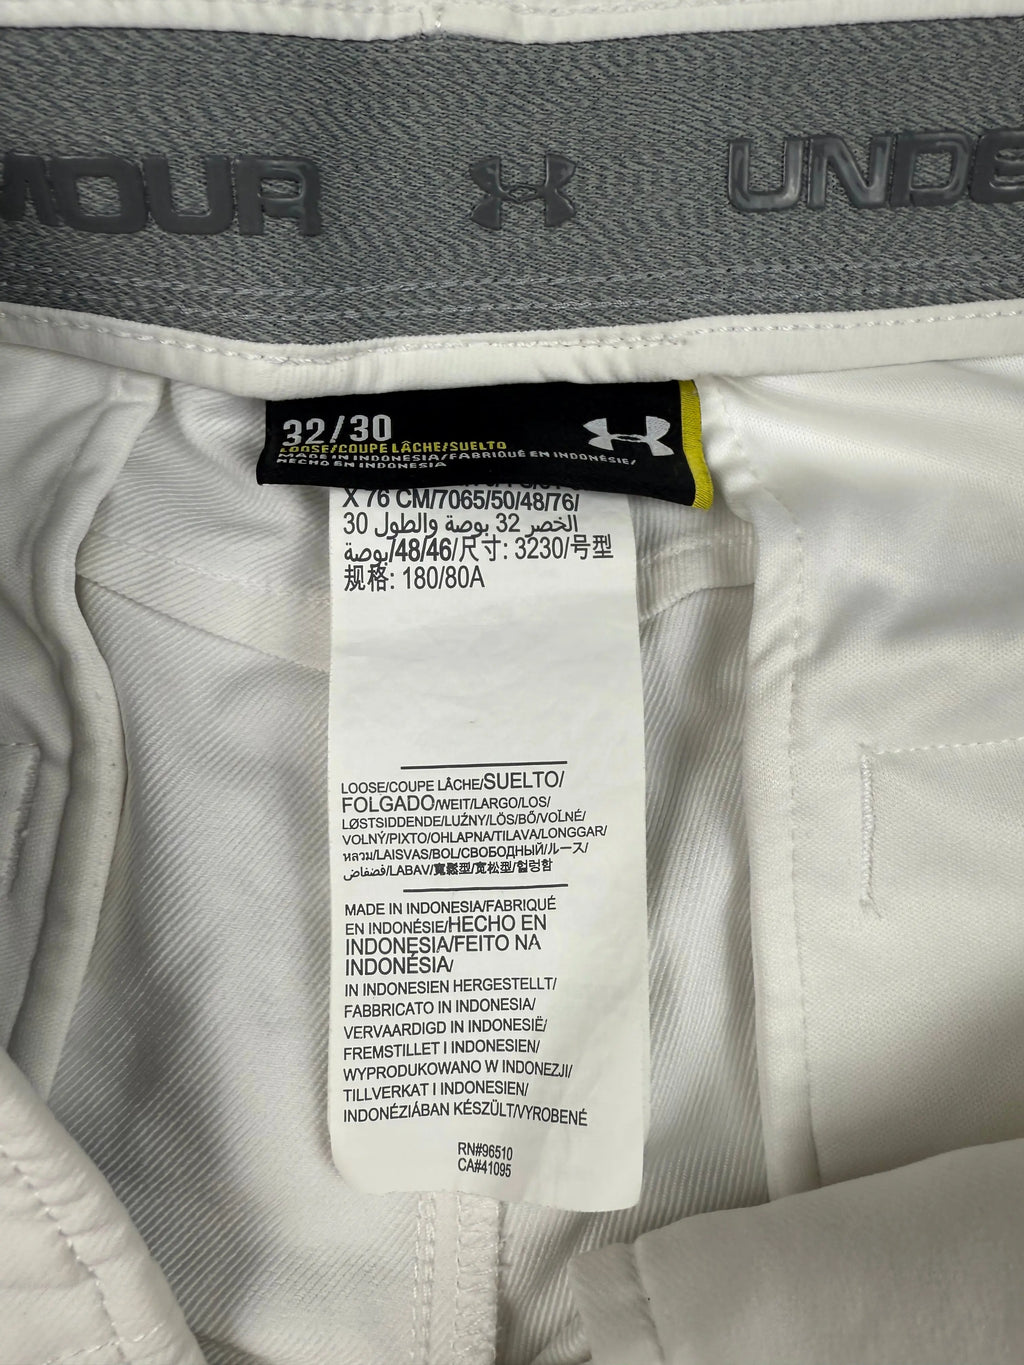 MOUR UNDE
32/30
LOOSE/COUPE LÂCHE/SUELTO
MADE IN INDONESIA/FABRIQUÉ EN INDONÉSIE/
HECHO EN INDONESIA
X 76 CM/7065/50/48/76/
الخصر 32 بوصة والطول 30
بوصة/48/46/尺寸: 3230/号型
规格: 180/80A
LOOSE/COUPE LÂCHE/SUELTO/
FOLGADO/WEIT/LARGO/LOS/
LØSTSIDDENDE/LUŹNY/LÖS/BŐ/VOĽNÉ/
VOLNÝ/PIXTO/OHLAPNA/TILAVA/LONGGAR/
หลวม/LAISVAS/BOL/СВОБОДНЫЙ/ルース/
فضفاض/LABAV/寬鬆型/宽松型/헐렁함
MADE IN INDONESIA/FABRIQUÉ
EN INDONÉSIE/HECHO EN
INDONESIA/FEITO NA
INDONÉSIA/
IN INDONESIEN HERGESTELLT/
FABBRICATO IN INDONESIA/
VERVAARDIGD IN INDONESIË/
FREMSTILLET I INDONESIEN/
WYPRODUKOWANO W INDONEZJI/
TILLVERKAT I INDONESIEN/
INDONÉZIÁBAN KÉSZÜLT/VYROBENÉ
RN#96510
CA#41095